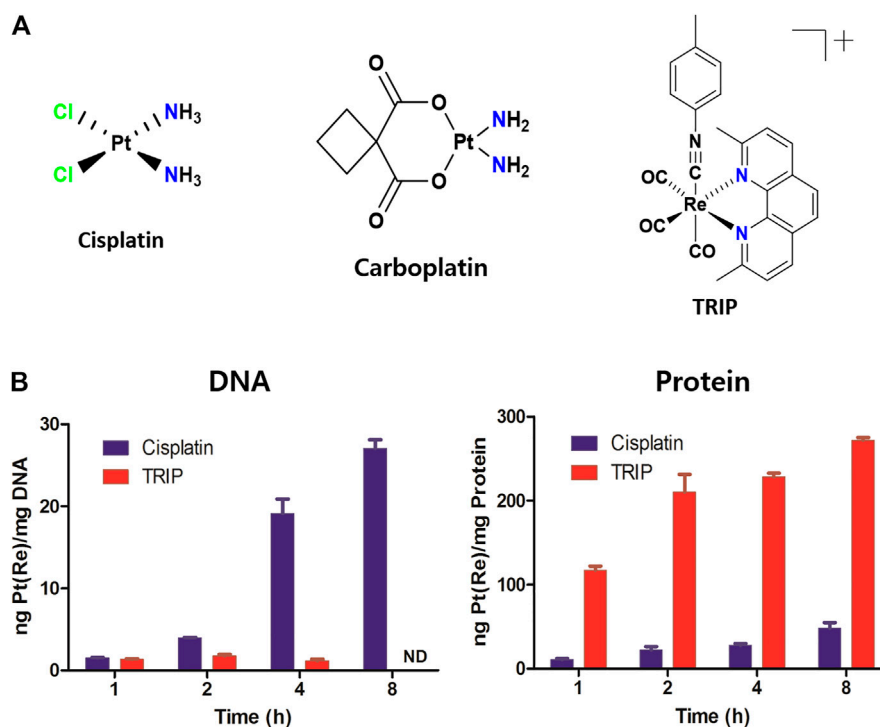 A
Cl
Cl
Pt
NH3
NH3
Cisplatin
O
O
O
O
Pt
NH2
NH2
Carboplatin
N
C
OC
OC
CO
Re
N
N
+
TRIP
B
DNA
ng Pt(Re)/mg DNA
30
20
10
0
Cisplatin
TRIP
ND
1 2 4 8
Time (h)
Protein
ng Pt(Re)/mg Protein
300
200
100
0
Cisplatin
TRIP
1 2 4 8
Time (h)